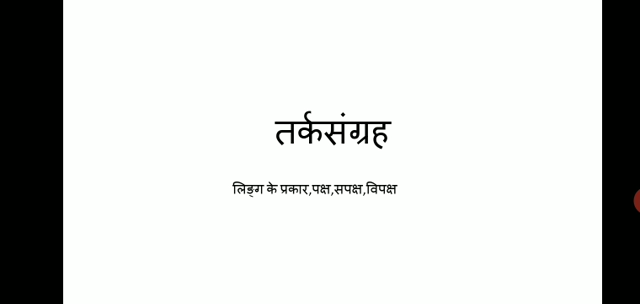 तर्कसंग्रह
लिङ्ग के प्रकार,पक्ष,सपक्ष,विपक्ष